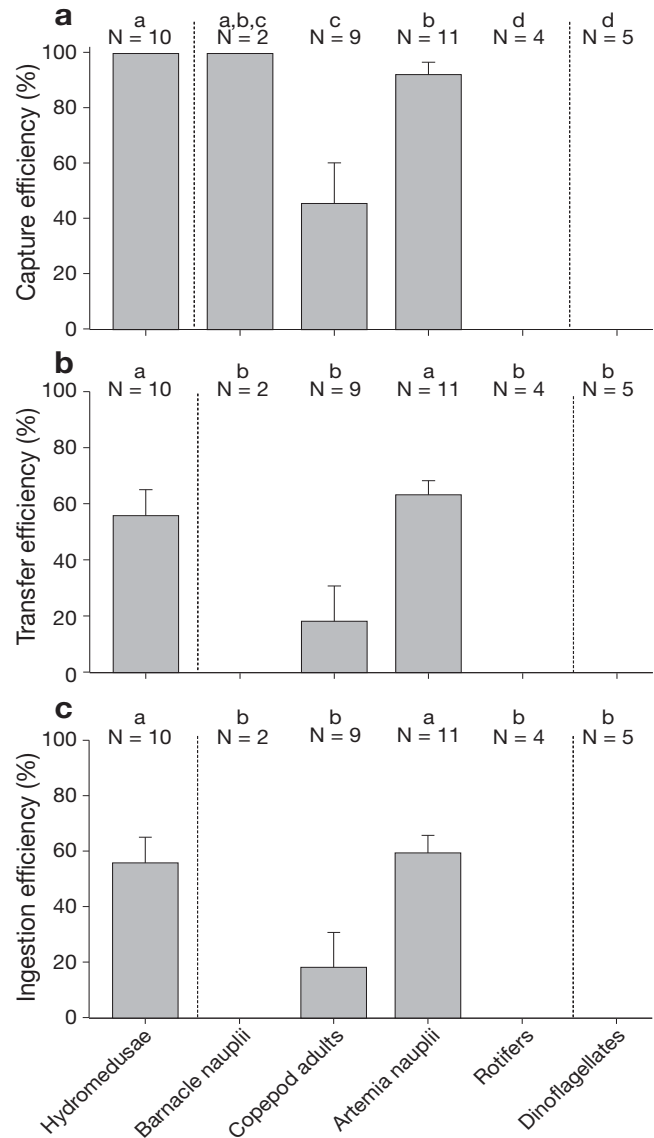 a
a a,b,c c b d d
N = 10 N = 2 N = 9 N = 11 N = 4 N = 5
100
80
60
40
20
0
Capture efficiency (%)
b
a b b a b b
N = 10 N = 2 N = 9 N = 11 N = 4 N = 5
100
80
60
40
20
0
Transfer efficiency (%)
c
a b b a b b
N = 10 N = 2 N = 9 N = 11 N = 4 N = 5
100
80
60
40
20
0
Ingestion efficiency (%)
Hydromedusae
Barnacle nauplii
Copepod adults
Artemia nauplii
Rotifers
Dinoflagellates